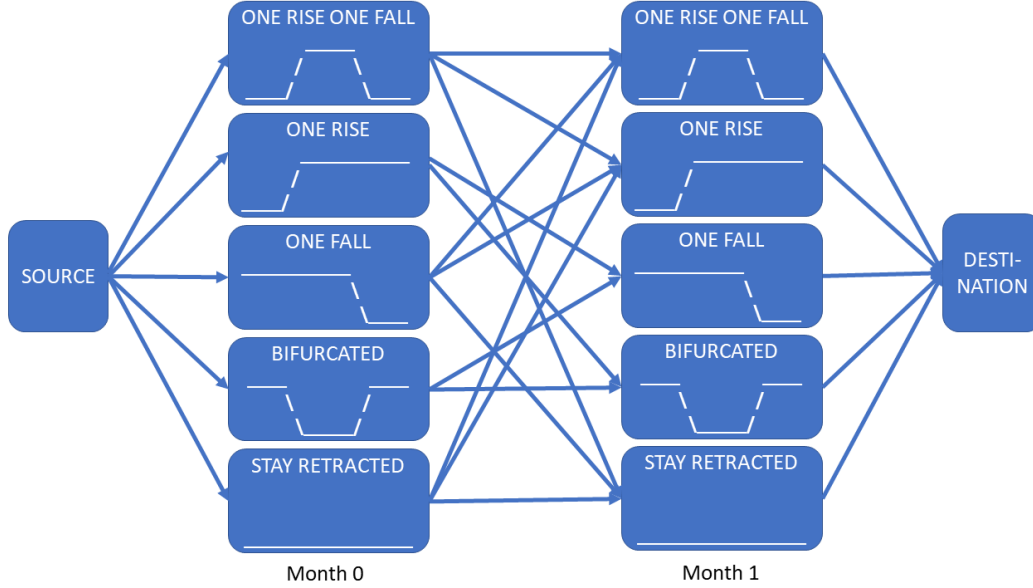 SOURCE
ONE RISE ONE FALL
ONE RISE
ONE FALL
BIFURCATED
STAY RETRACTED
Month 0
ONE RISE ONE FALL
ONE RISE
ONE FALL
BIFURCATED
STAY RETRACTED
Month 1
DESTI-
NATION